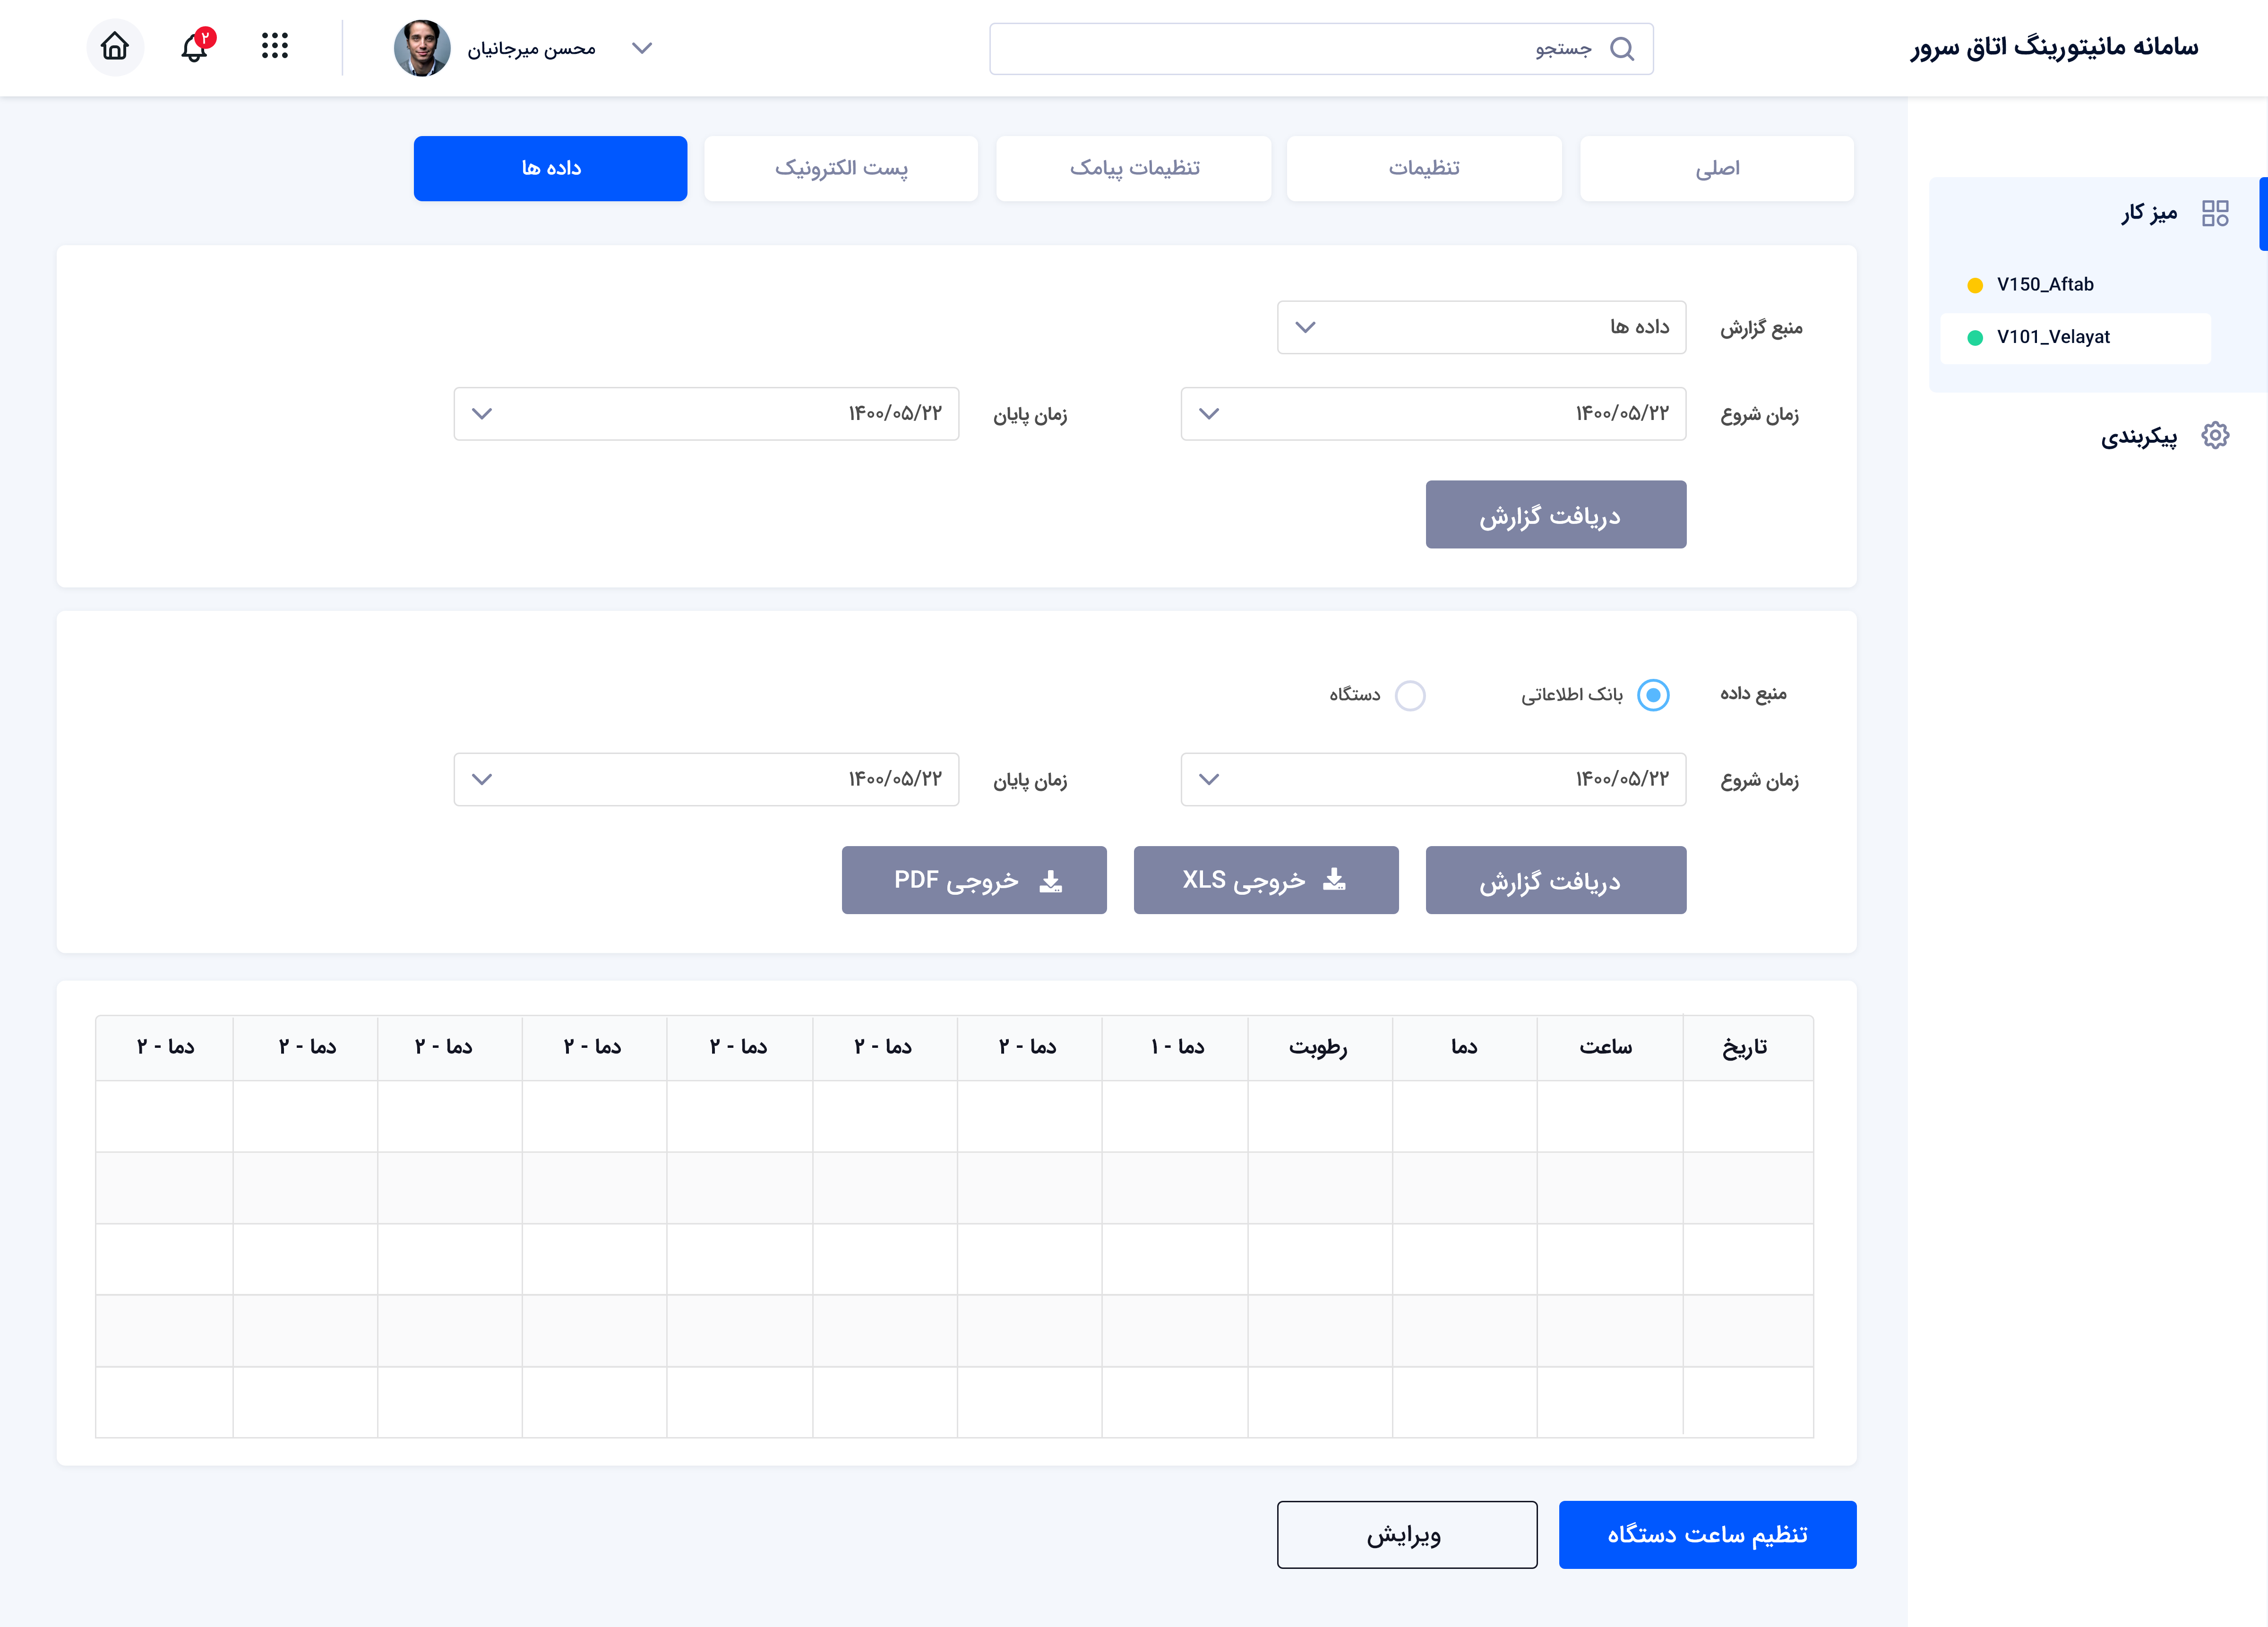 سامانه مانیتورینگ اتاق سرور
جستجو
محسن میرجانیان
۲
میز کار
V150_Aftab
V101_Velayat
پیکربندی
اصلی
تنظیمات
تنظیمات پیامک
پست الکترونیک
داده ها
منبع گزارش
داده ها
زمان شروع
۱۴۰۰/۰۵/۲۲
زمان پایان
۱۴۰۰/۰۵/۲۲
دریافت گزارش
منبع داده
بانک اطلاعاتی
دستگاه
زمان شروع
۱۴۰۰/۰۵/۲۲
زمان پایان
۱۴۰۰/۰۵/۲۲
دریافت گزارش
خروجی XLS
خروجی PDF
تاریخ
ساعت
دما
رطوبت
دما - ۱
دما - ۲
دما - ۲
دما - ۲
دما - ۲
دما - ۲
دما - ۲
دما - ۲
تنظیم ساعت دستگاه
ویرایش